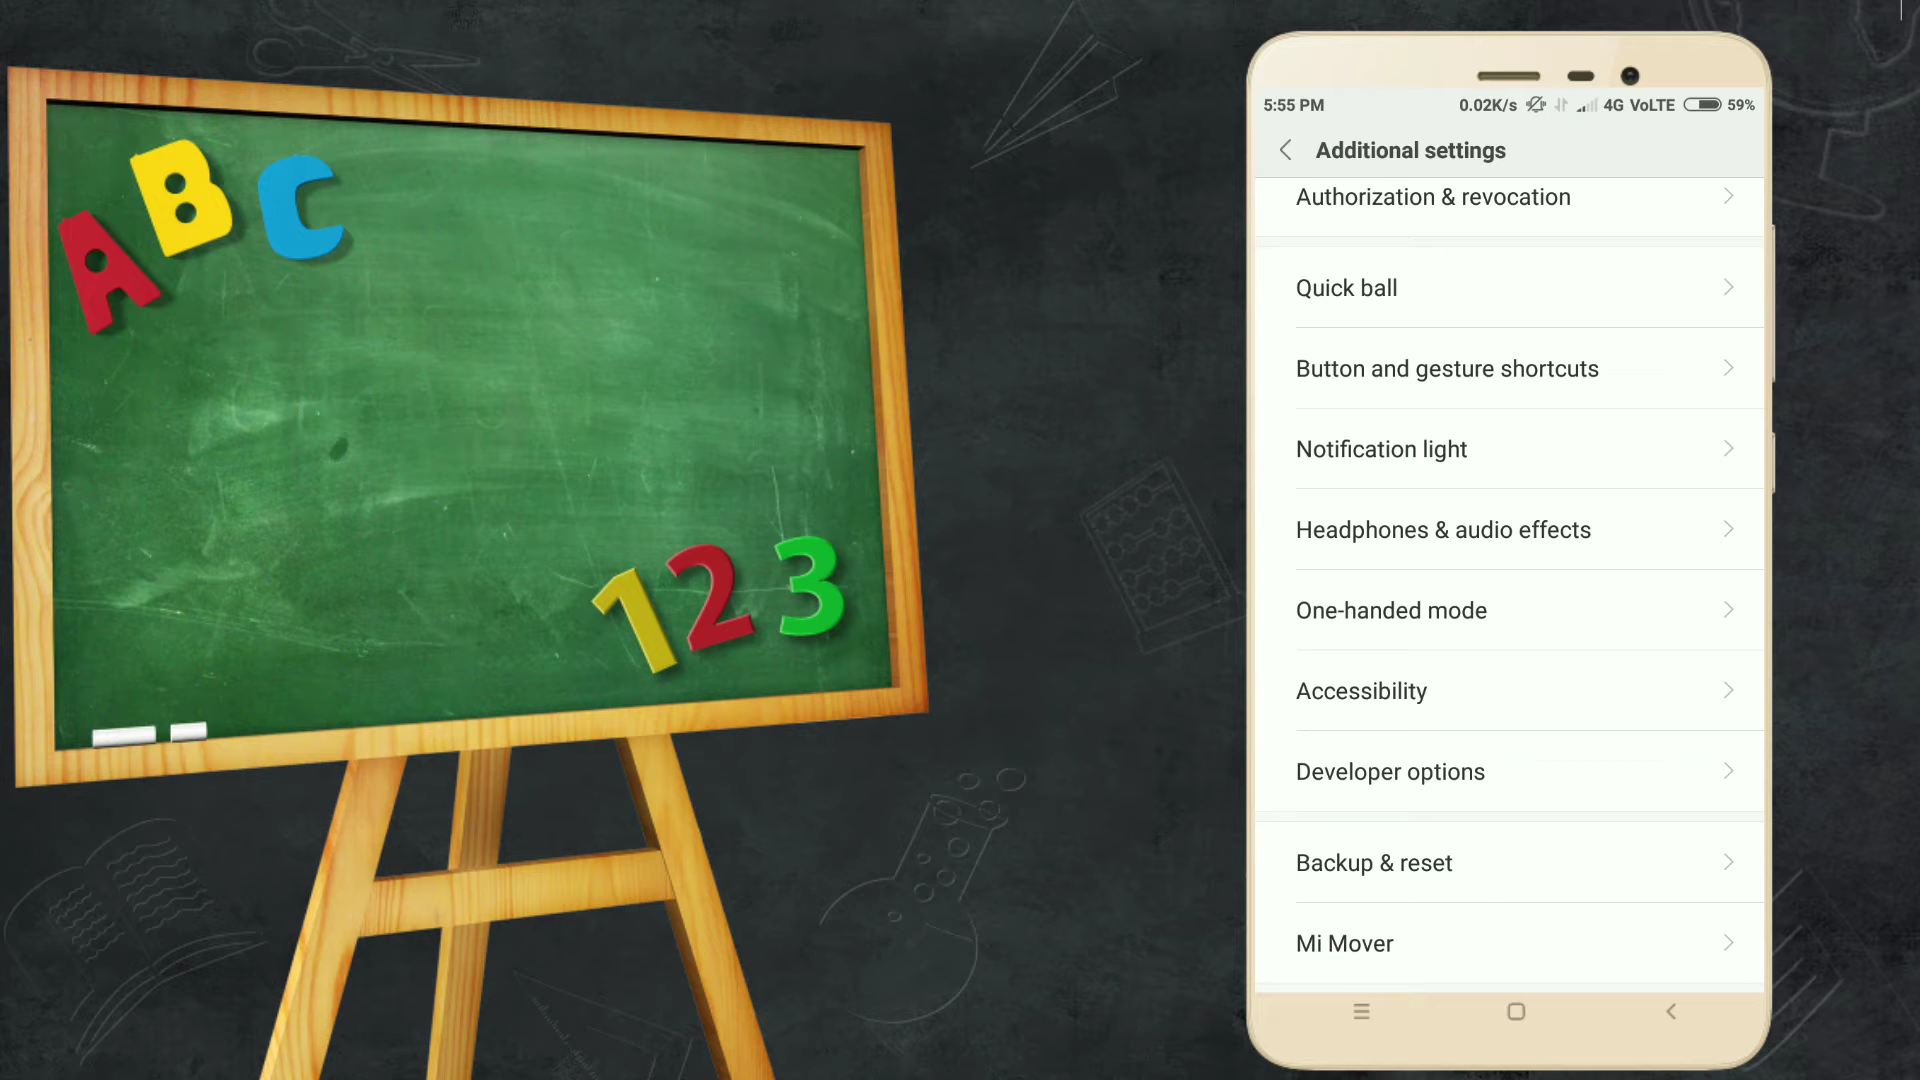 ABC
123
5:55 PM 0.02K/s 4G VoLTE 59%
Additional settings
Authorization & revocation
Quick ball
Button and gesture shortcuts
Notification light
Headphones & audio effects
One-handed mode
Accessibility
Developer options
Backup & reset
Mi Mover